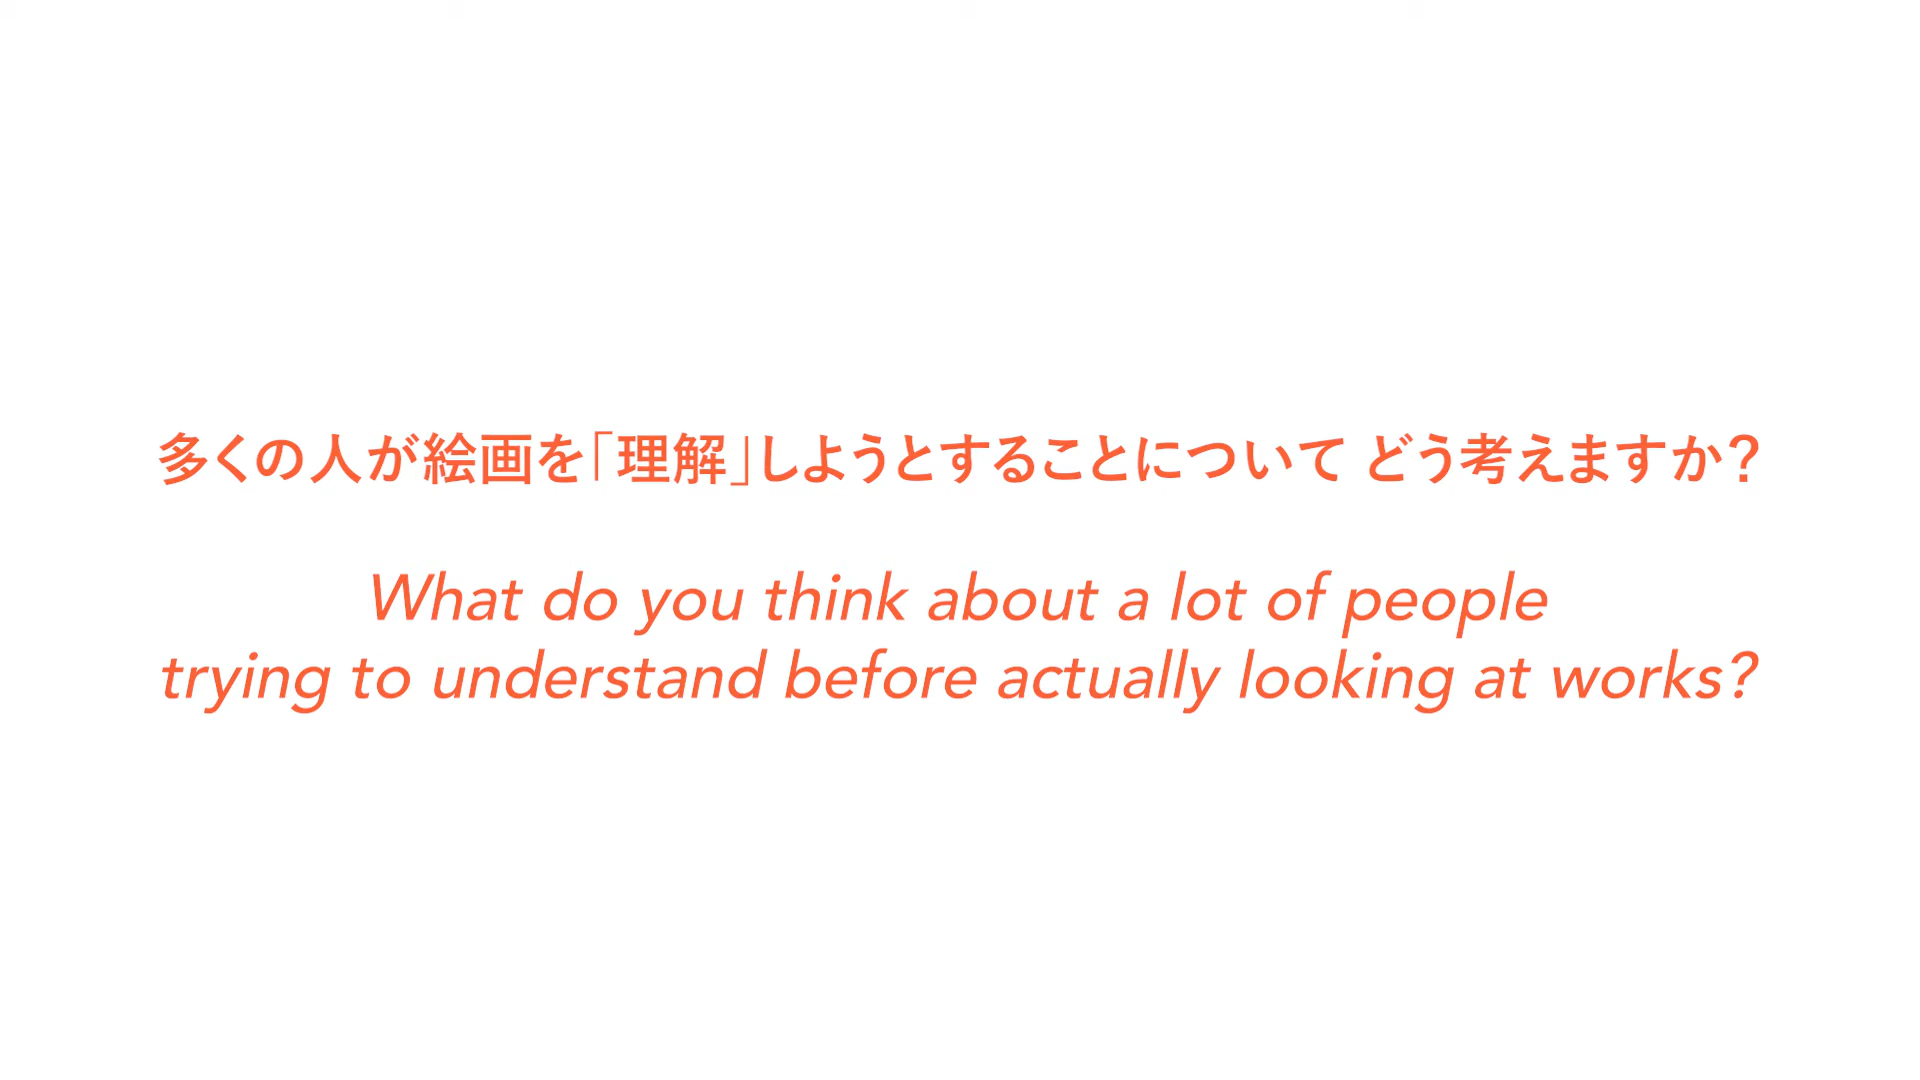 多くの人が絵画を「理解」しようとすることについて どう考えますか？
What do you think about a lot of people
trying to understand before actually looking at works?